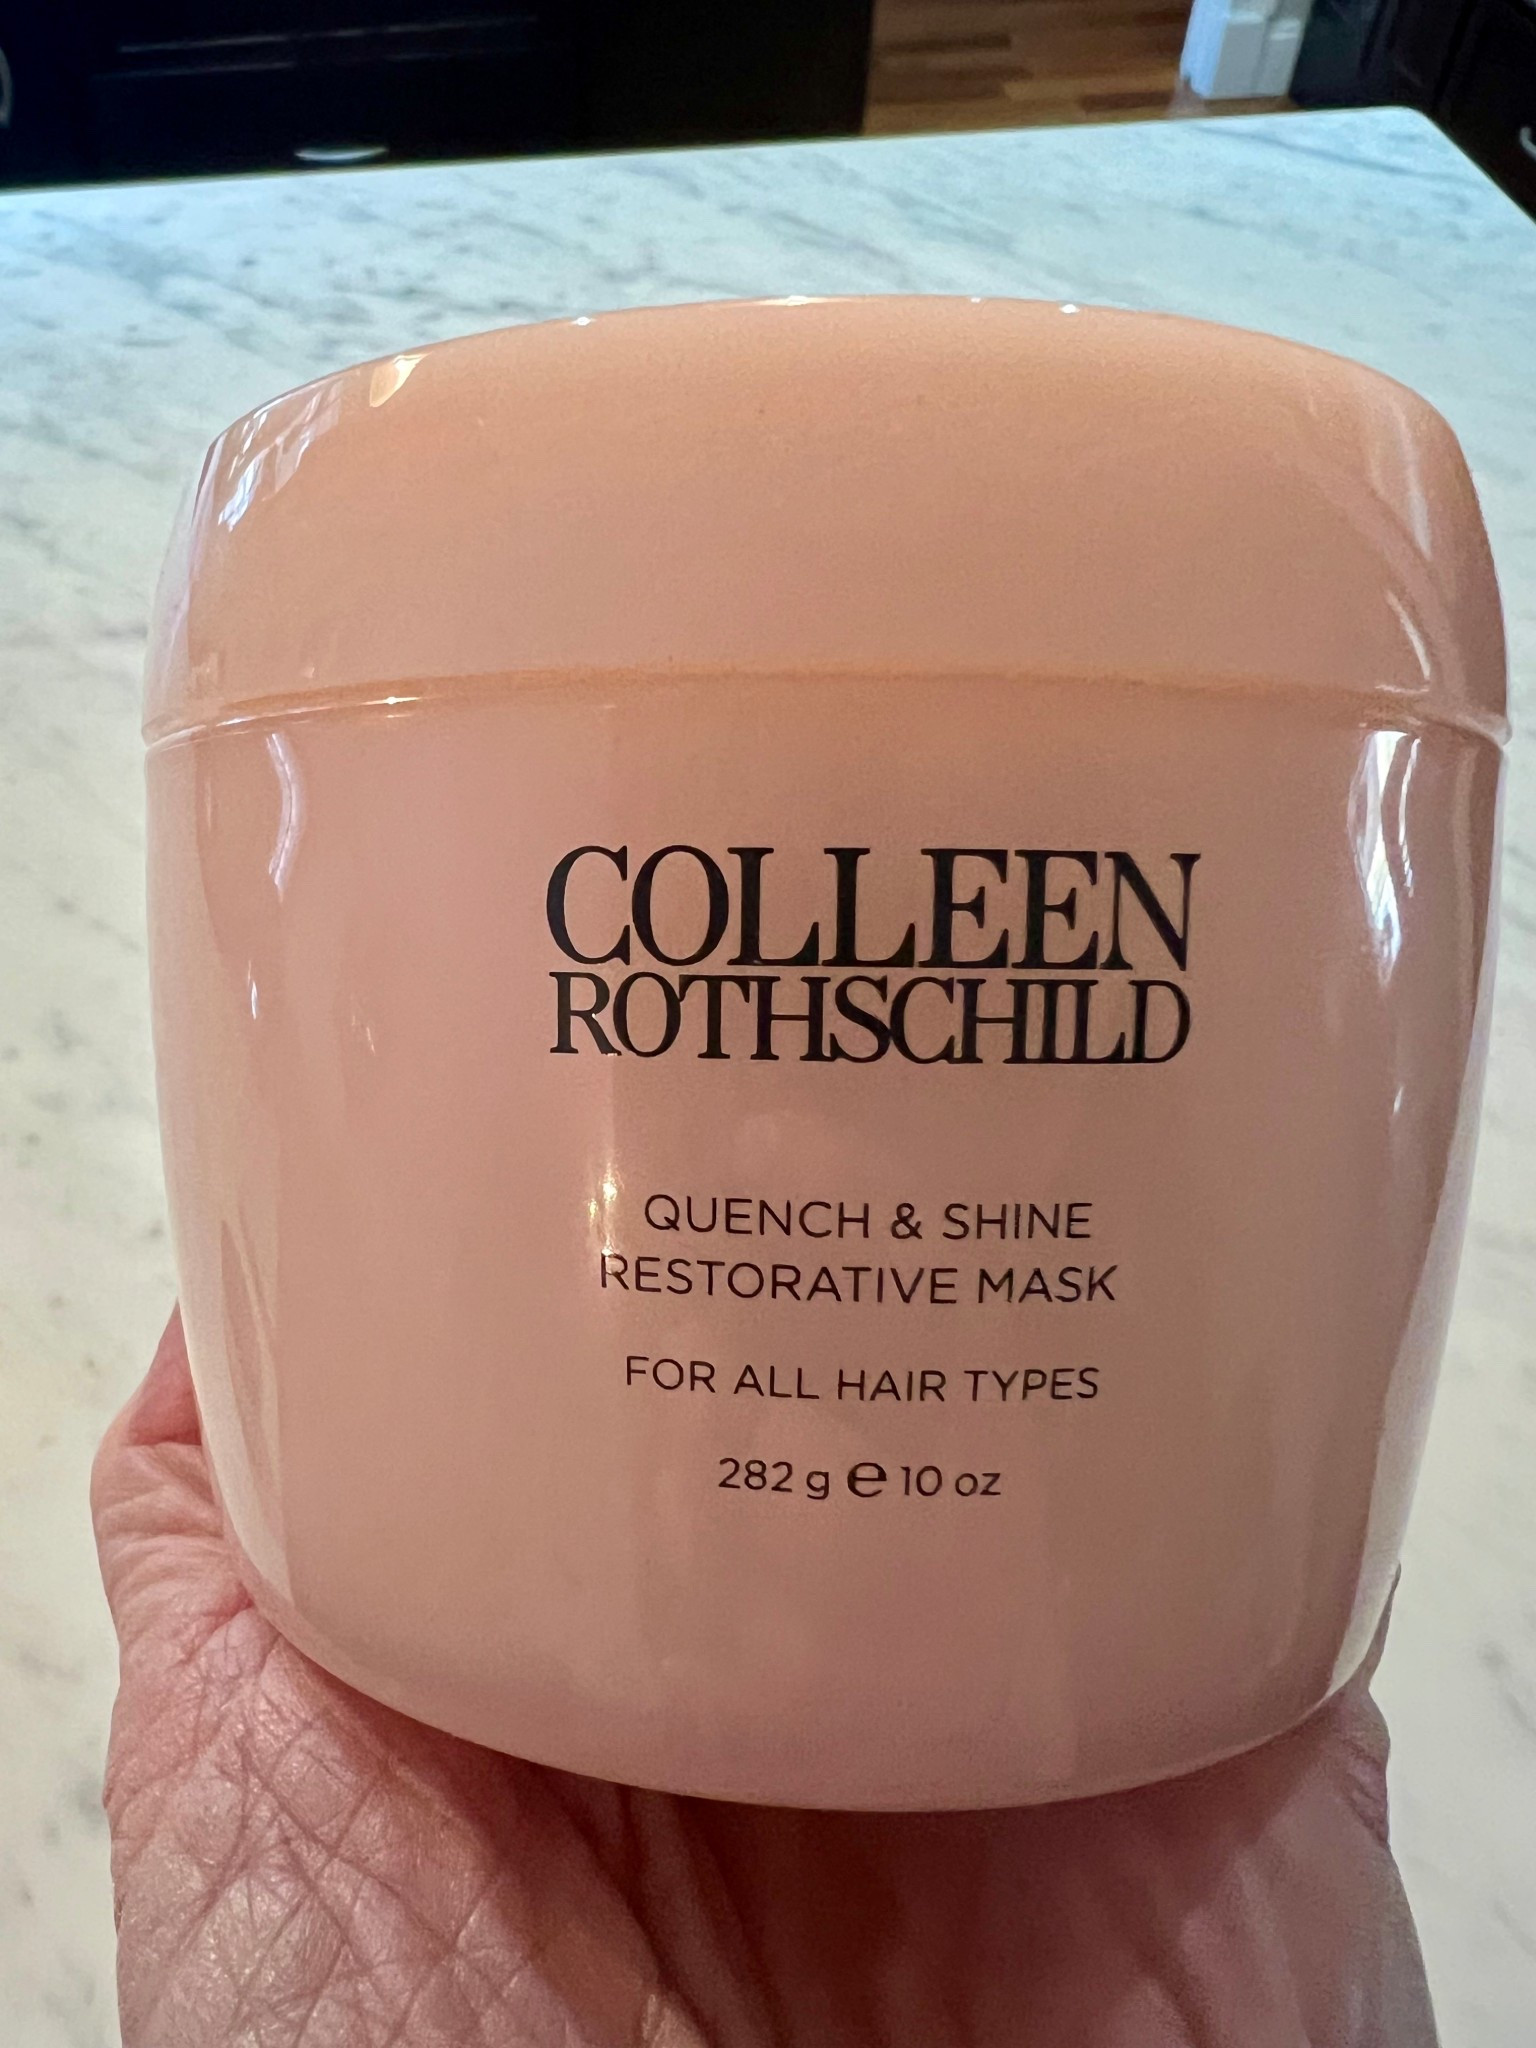 COLLEEN
ROTHSCHILD
QUENCH & SHINE
RESTORATIVE MASK
FOR ALL HAIR TYPES
282 g ℮ 10 oz